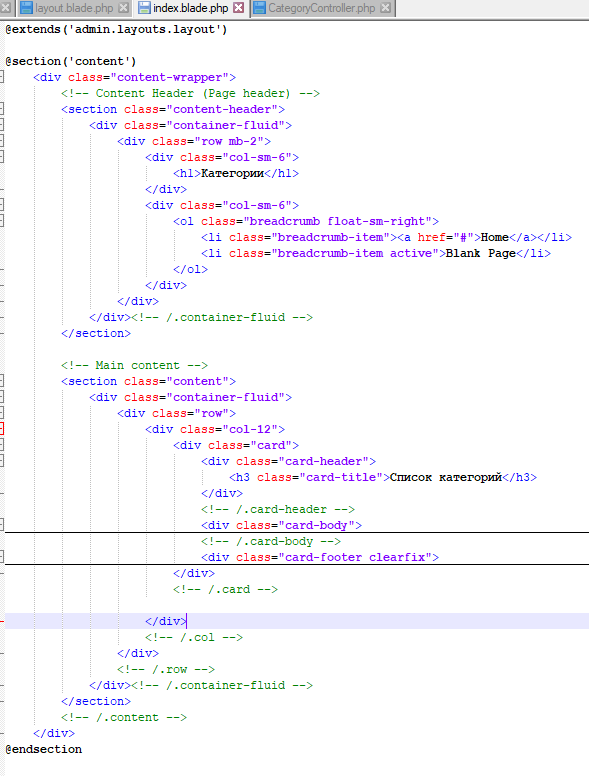 layout.blade.php index.blade.php CategoryController.php
@extends('admin.layouts.layout')

@section('content')
    <div class="content-wrapper">
        <!-- Content Header (Page header) -->
        <section class="content-header">
            <div class="container-fluid">
                <div class="row mb-2">
                    <div class="col-sm-6">
                        <h1>Категории</h1>
                    </div>
                    <div class="col-sm-6">
                        <ol class="breadcrumb float-sm-right">
                            <li class="breadcrumb-item"><a href="#">Home</a></li>
                            <li class="breadcrumb-item active">Blank Page</li>
                        </ol>
                    </div>
                </div>
            </div><!-- /.container-fluid -->
        </section>

        <!-- Main content -->
        <section class="content">
            <div class="container-fluid">
                <div class="row">
                    <div class="col-12">
                        <div class="card">
                            <div class="card-header">
                                <h3 class="card-title">Список категорий</h3>
                            </div>
                            <!-- /.card-header -->
                            <div class="card-body">
                            <!-- /.card-body -->
                            <div class="card-footer clearfix">
                        </div>
                        <!-- /.card -->

                    </div>
                    <!-- /.col -->
                </div>
                <!-- /.row -->
            </div><!-- /.container-fluid -->
        </section>
        <!-- /.content -->
    </div>
@endsection